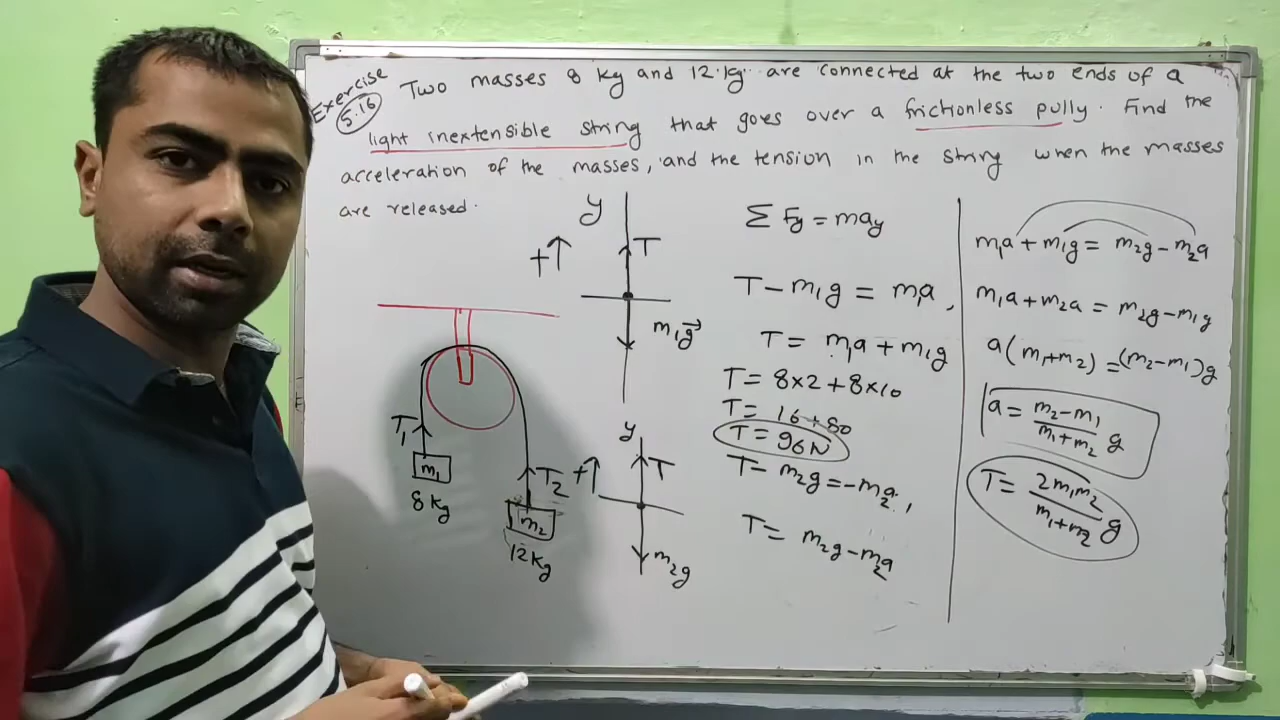 Exercise
5.16
Two masses 8 kg and 12 kg are connected at the two ends of a
light inextensible string that goes over a frictionless pully. Find the
acceleration of the masses, and the tension in the string when the masses
are released.
T₁
m₁
8 kg
T₂
m₂
12 kg
y
+↑
T
m₁g⃗
y
+↑
T
m₂g
Σ Fy = may
T - m₁g = m₁a,
T = m₁a + m₁g
T = 8×2 + 8×10
T = 16+80
T = 96N
T - m₂g = -m₂a,
T = m₂g - m₂a
m₁a + m₁g = m₂g - m₂a
m₁a + m₂a = m₂g - m₁g
a(m₁+m₂) = (m₂-m₁)g
a = m₂-m₁/m₁+m₂ g
T = 2m₁m₂/m₁+m₂ g